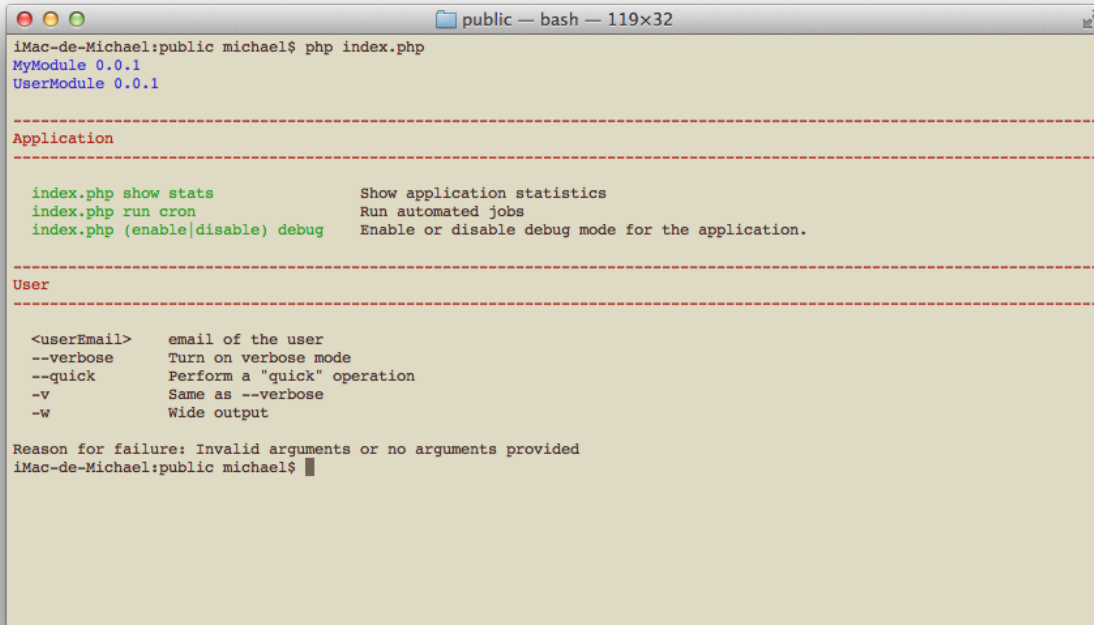 public — bash — 119×32
iMac-de-Michael:public michael$ php index.php
MyModule 0.0.1
UserModule 0.0.1
-----------------------------------------------------------------------------------------------------------------------
Application
-----------------------------------------------------------------------------------------------------------------------
index.php show stats                Show application statistics
index.php run cron                  Run automated jobs
index.php (enable|disable) debug    Enable or disable debug mode for the application.
-----------------------------------------------------------------------------------------------------------------------
User
-----------------------------------------------------------------------------------------------------------------------
<userEmail>    email of the user
--verbose      Turn on verbose mode
--quick        Perform a "quick" operation
-v             Same as --verbose
-w             Wide output
Reason for failure: Invalid arguments or no arguments provided
iMac-de-Michael:public michael$